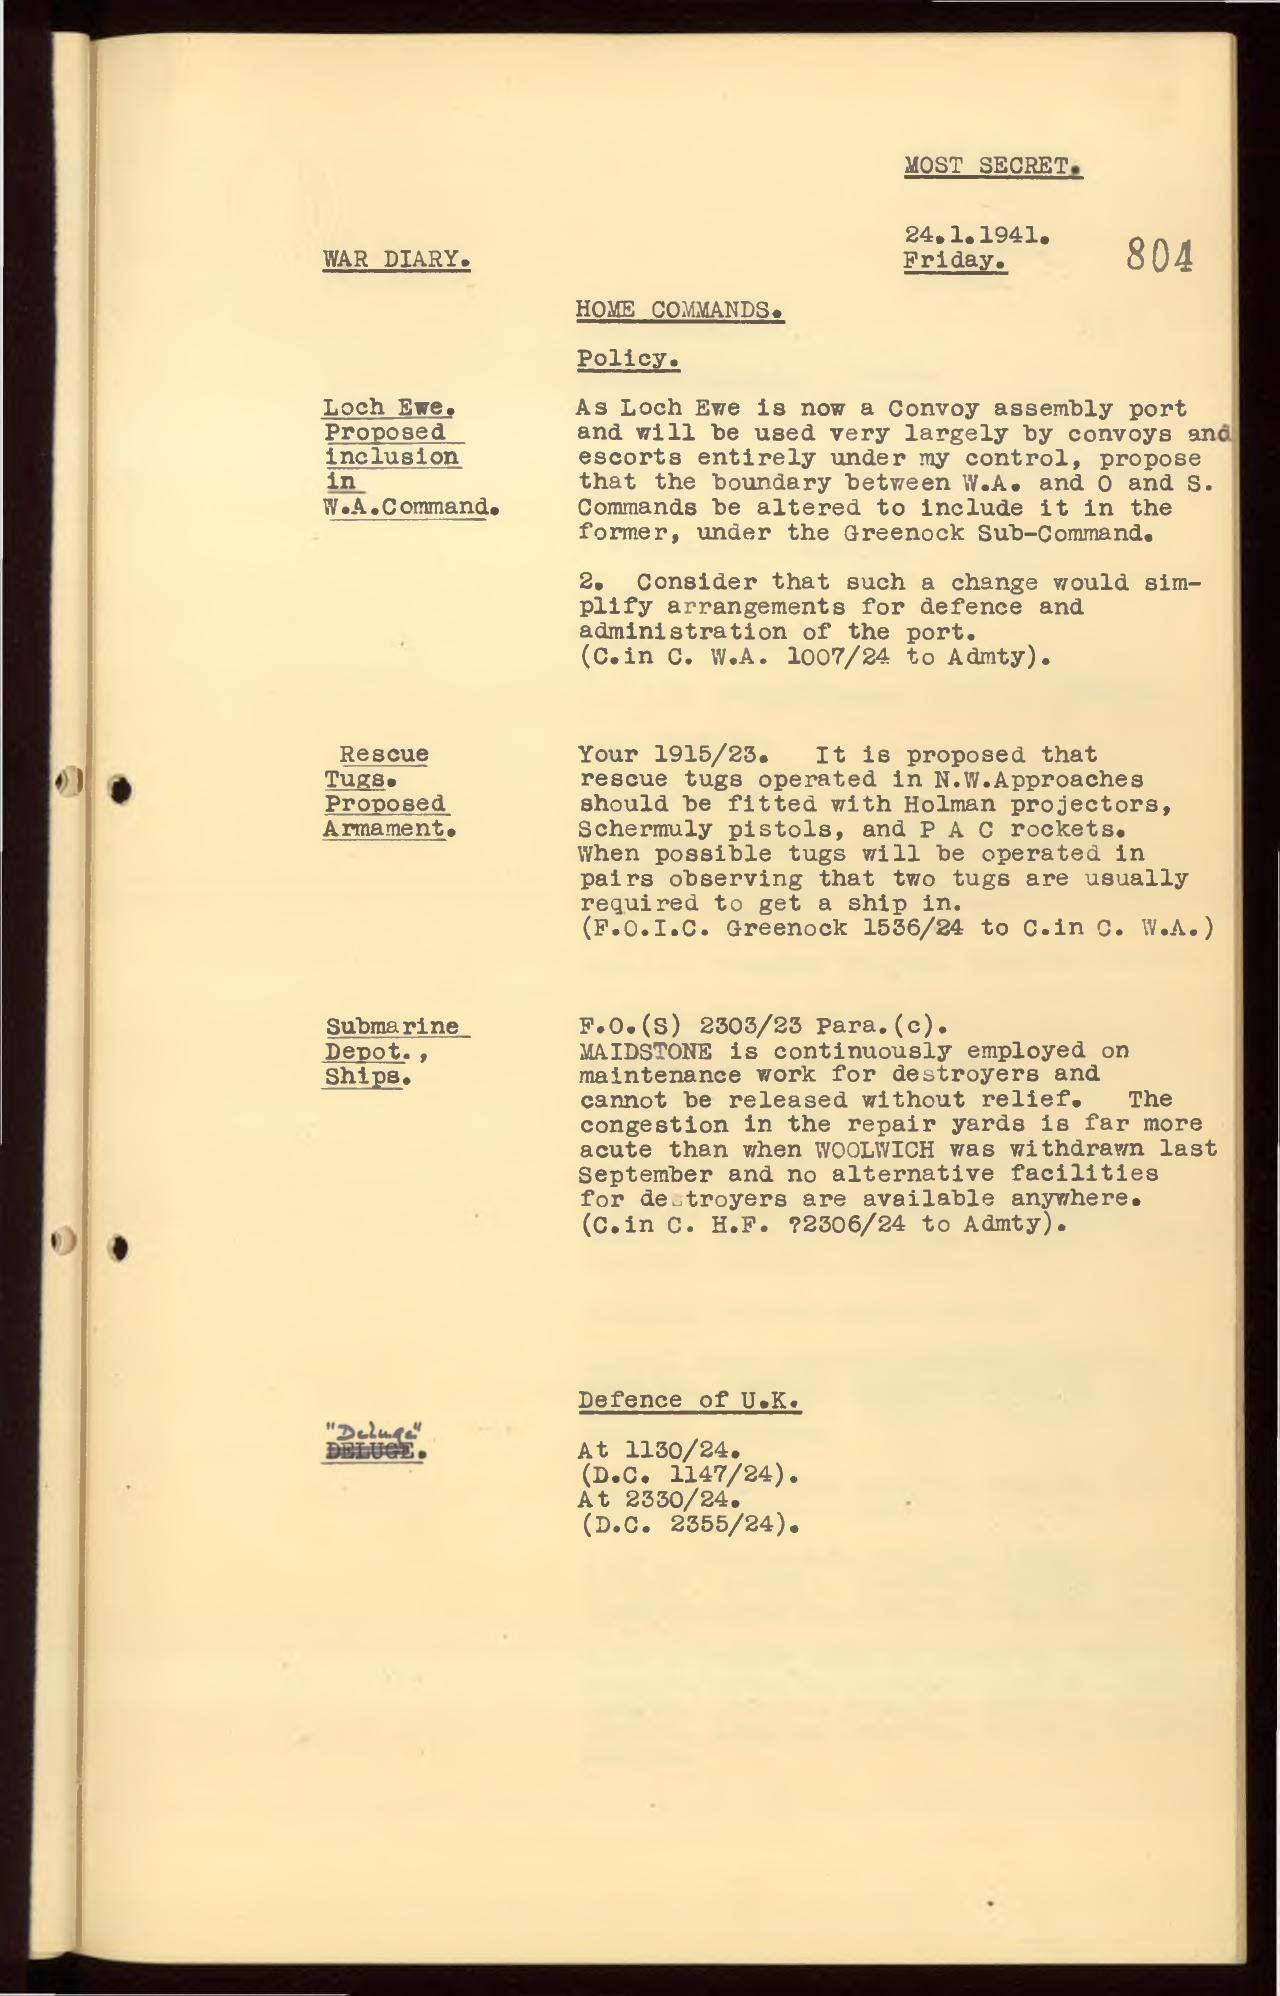 MOST SECRET.
24.1.1941.
WAR DIARY.
Friday.
804
HOME COMMANDS.
Policy.
Loch Ewe.
Proposed
inclusion
in
W.A.Command.
As Loch Ewe is now a Convoy assembly port
and will be used very largely by convoys and
escorts entirely under my control, propose
that the boundary between W.A. and O and S.
Commands be altered to include it in the
former, under the Greenock Sub-Command.
2. Consider that such a change would sim-
plify arrangements for defence and
administration of the port.
(C.in C. W.A. 1007/24 to Admty).
Rescue
Tugs.
Proposed
Armament.
Your 1915/23. It is proposed that
rescue tugs operated in N.W.Approaches
should be fitted with Holman projectors,
Schermuly pistols, and P A C rockets.
When possible tugs will be operated in
pairs observing that two tugs are usually
required to get a ship in.
(F.O.I.C. Greenock 1536/24 to C.in C. W.A.)
Submarine
Depot.,
Ships.
F.O.(S) 2303/23 Para.(c).
MAIDSTONE is continuously employed on
maintenance work for destroyers and
cannot be released without relief. The
congestion in the repair yards is far more
acute than when WOOLWICH was withdrawn last
September and no alternative facilities
for destroyers are available anywhere.
(C.in C. H.F. ?2306/24 to Admty).
Defence of U.K.
"Deluge"
DELUGE.
At 1130/24.
(D.C. 1147/24).
At 2330/24.
(D.C. 2355/24).